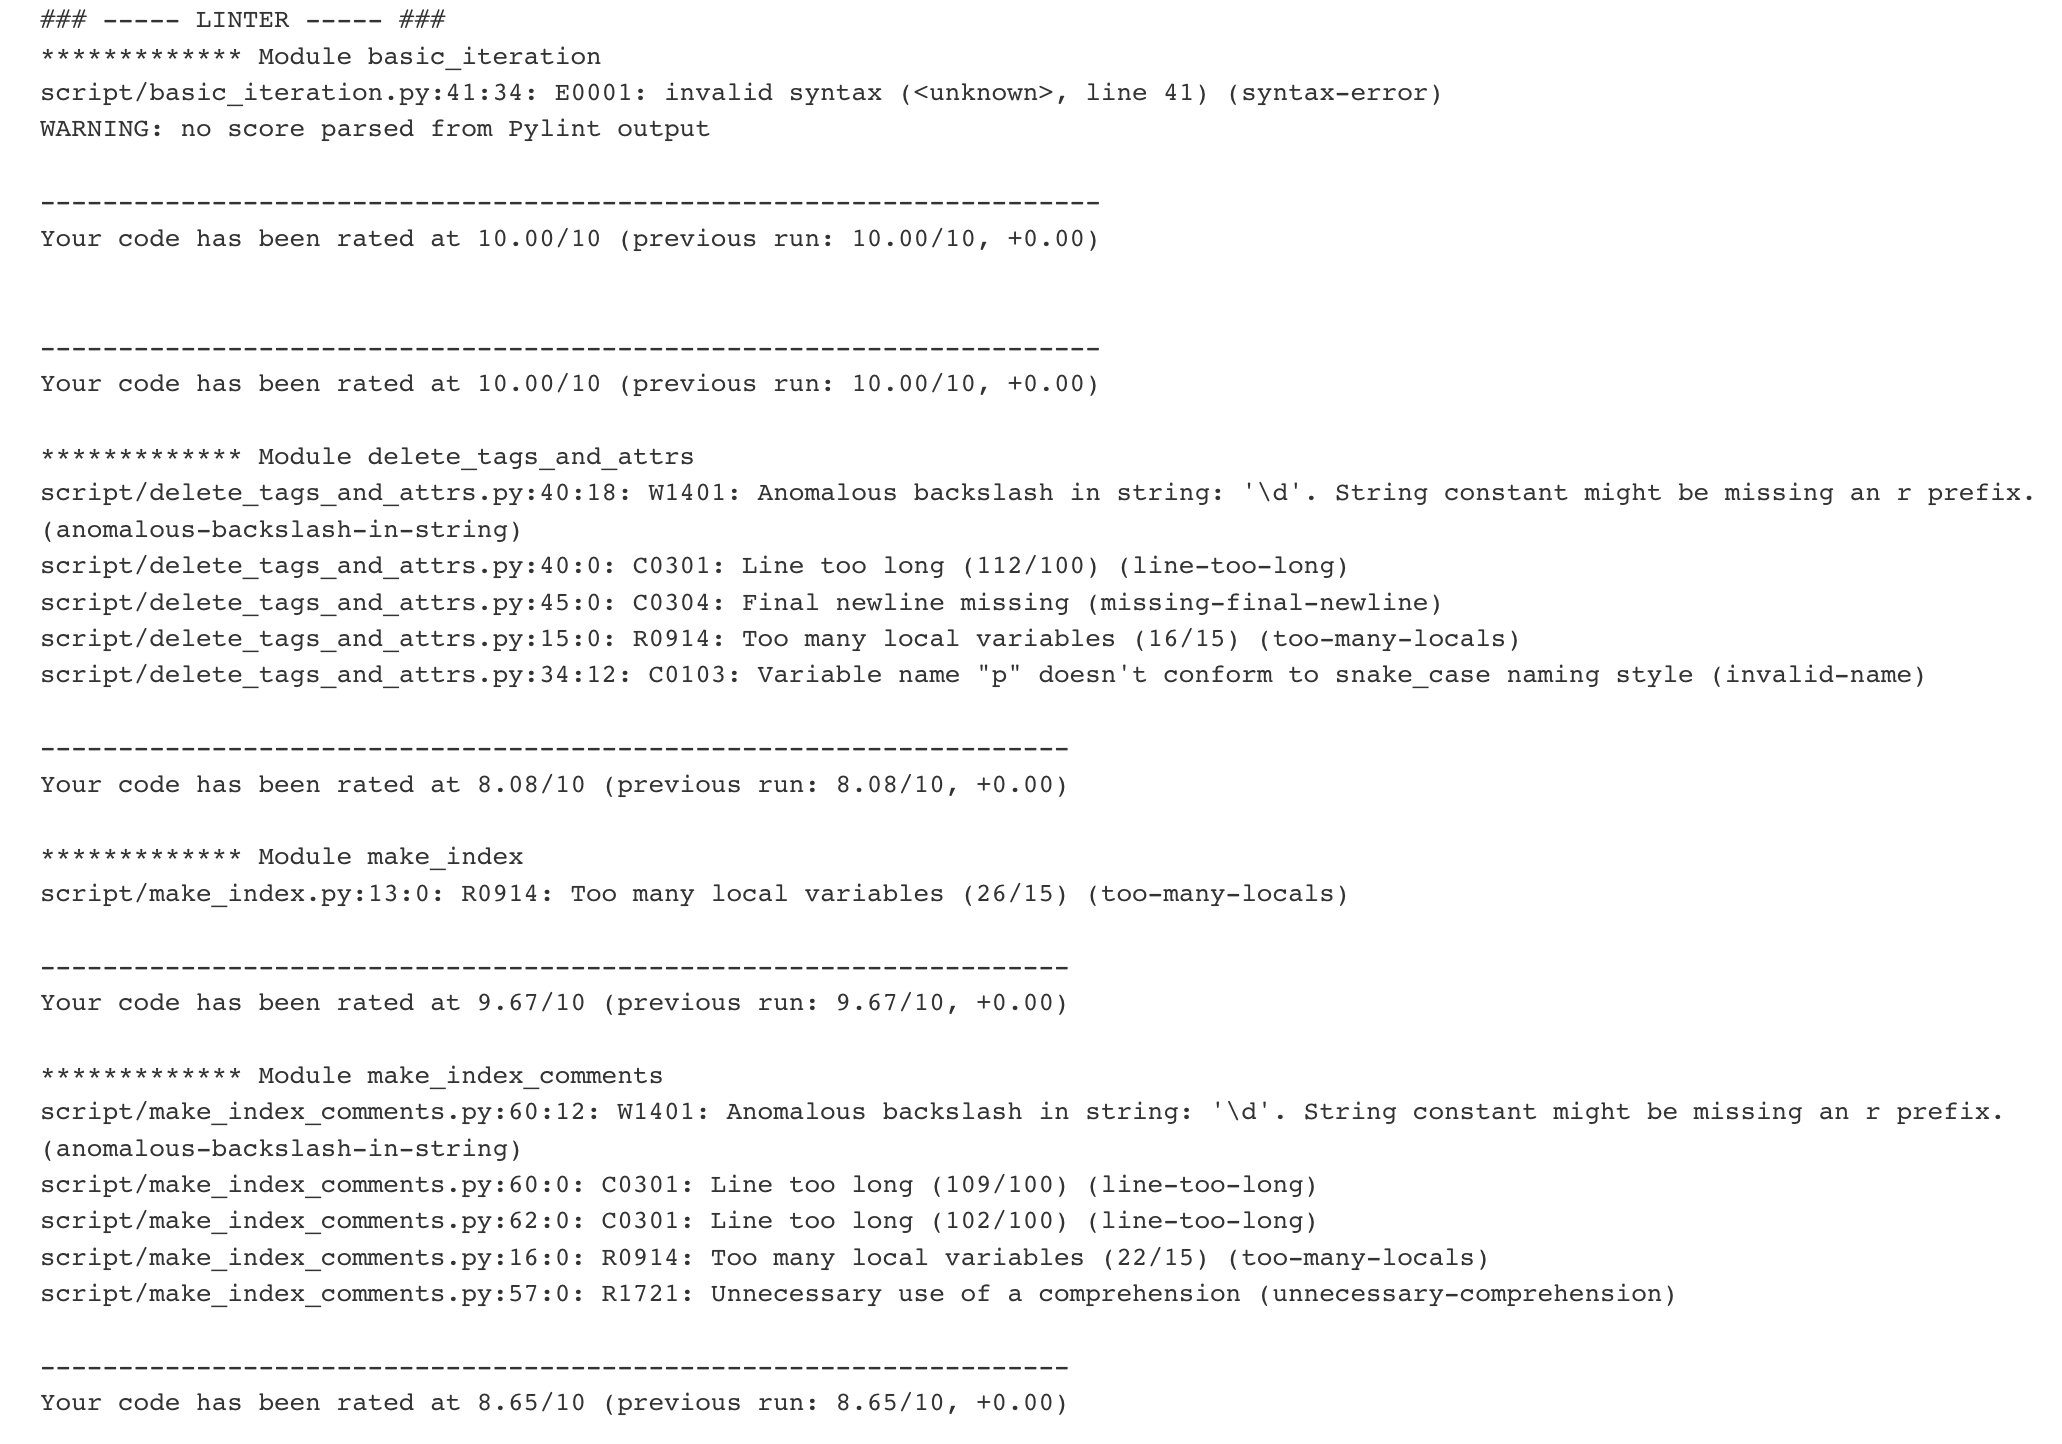 ### ----- LINTER ----- ###
************* Module basic_iteration
script/basic_iteration.py:41:34: E0001: invalid syntax (<unknown>, line 41) (syntax-error)
WARNING: no score parsed from Pylint output
--------------------------------------------------------------------
Your code has been rated at 10.00/10 (previous run: 10.00/10, +0.00)
--------------------------------------------------------------------
Your code has been rated at 10.00/10 (previous run: 10.00/10, +0.00)
************* Module delete_tags_and_attrs
script/delete_tags_and_attrs.py:40:18: W1401: Anomalous backslash in string: '\d'. String constant might be missing an r prefix.
(anomalous-backslash-in-string)
script/delete_tags_and_attrs.py:40:0: C0301: Line too long (112/100) (line-too-long)
script/delete_tags_and_attrs.py:45:0: C0304: Final newline missing (missing-final-newline)
script/delete_tags_and_attrs.py:15:0: R0914: Too many local variables (16/15) (too-many-locals)
script/delete_tags_and_attrs.py:34:12: C0103: Variable name "p" doesn't conform to snake_case naming style (invalid-name)
------------------------------------------------------------------
Your code has been rated at 8.08/10 (previous run: 8.08/10, +0.00)
************* Module make_index
script/make_index.py:13:0: R0914: Too many local variables (26/15) (too-many-locals)
------------------------------------------------------------------
Your code has been rated at 9.67/10 (previous run: 9.67/10, +0.00)
************* Module make_index_comments
script/make_index_comments.py:60:12: W1401: Anomalous backslash in string: '\d'. String constant might be missing an r prefix.
(anomalous-backslash-in-string)
script/make_index_comments.py:60:0: C0301: Line too long (109/100) (line-too-long)
script/make_index_comments.py:62:0: C0301: Line too long (102/100) (line-too-long)
script/make_index_comments.py:16:0: R0914: Too many local variables (22/15) (too-many-locals)
script/make_index_comments.py:57:0: R1721: Unnecessary use of a comprehension (unnecessary-comprehension)
------------------------------------------------------------------
Your code has been rated at 8.65/10 (previous run: 8.65/10, +0.00)